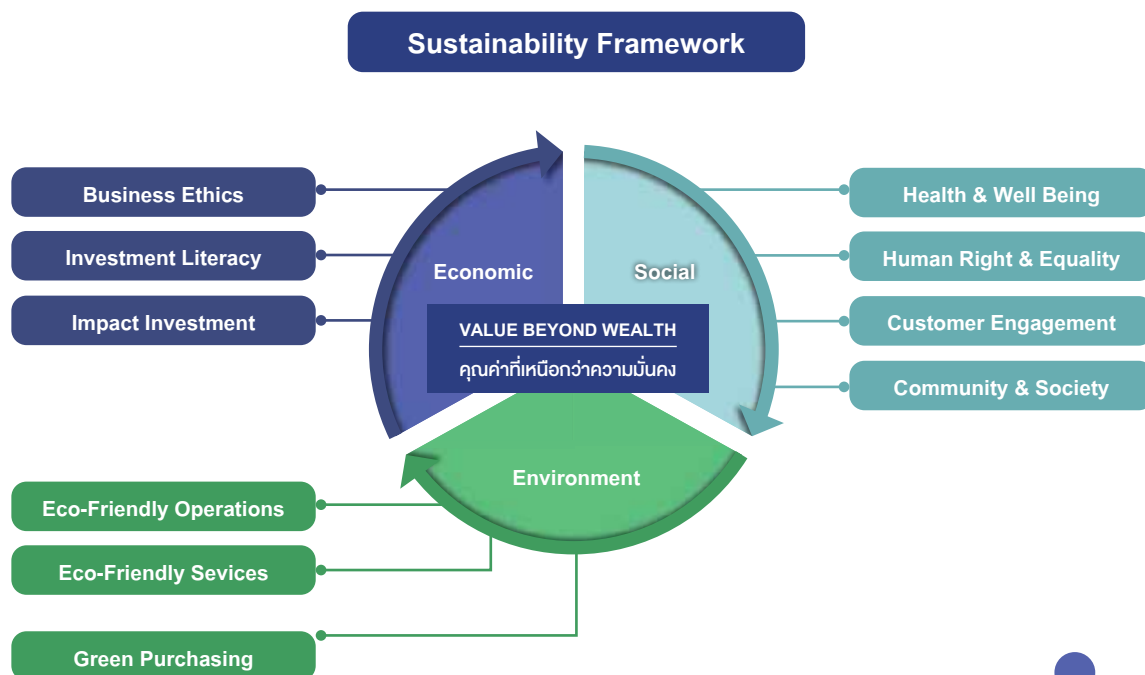 Sustainability Framework
Business Ethics
Investment Literacy
Impact Investment
Economic
Social
VALUE BEYOND WEALTH
คุณค่าที่เหนือกว่าความมั่นคง
Health & Well Being
Human Right & Equality
Customer Engagement
Community & Society
Environment
Eco-Friendly Operations
Eco-Friendly Sevices
Green Purchasing